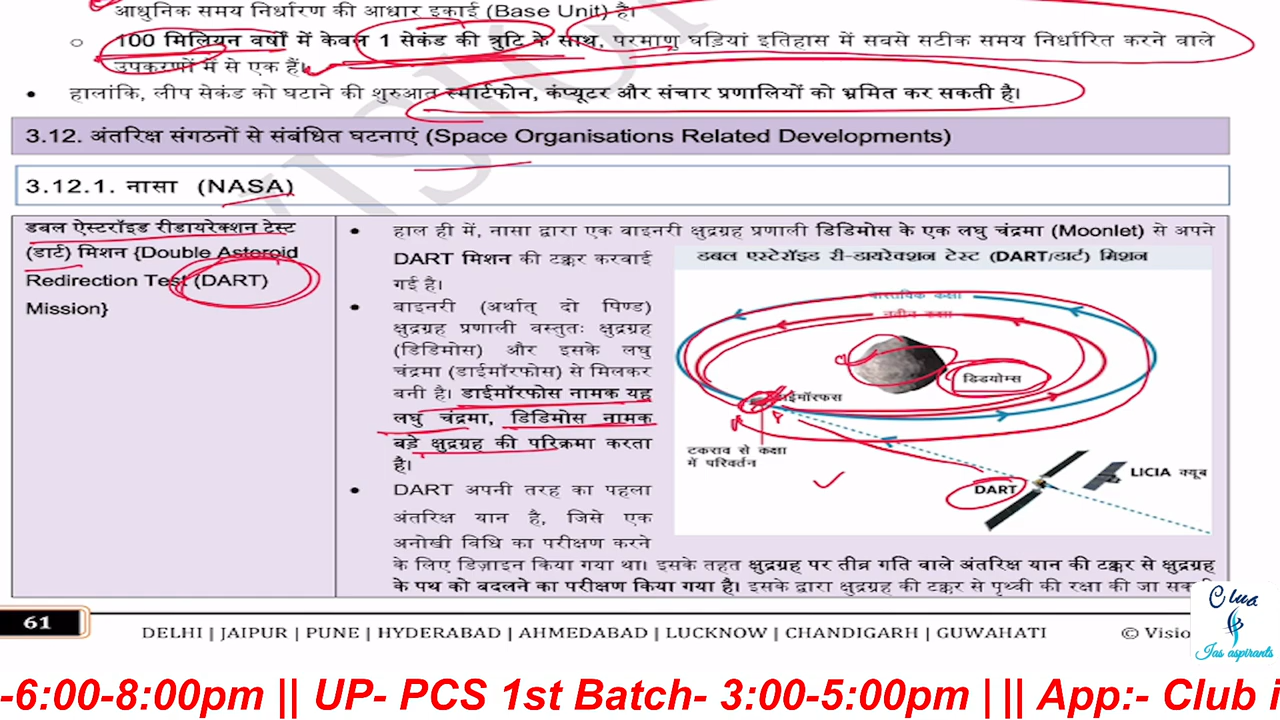 आधुनिक समय निर्धारण की आधार इकाई (Base Unit) है।
○ 100 मिलियन वर्षों में केवल 1 सेकंड की त्रुटि के साथ, परमाणु घड़ियां इतिहास में सबसे सटीक समय निर्धारित करने वाले
उपकरणों में से एक हैं।
• हालांकि, लीप सेकंड को घटाने की शुरुआत स्मार्टफोन, कंप्यूटर और संचार प्रणालियों को भ्रमित कर सकती है।
3.12. अंतरिक्ष संगठनों से संबंधित घटनाएं (Space Organisations Related Developments)
3.12.1. नासा (NASA)
डबल ऐस्टरॉइड रीडायरेक्शन टेस्ट
(डार्ट) मिशन {Double Asteroid
Redirection Test (DART)
Mission}
• हाल ही में, नासा द्वारा एक बाइनरी क्षुद्रग्रह प्रणाली डिडिमोस के एक लघु चंद्रमा (Moonlet) से अपने
DART मिशन की टक्कर करवाई
गई है।
• बाइनरी (अर्थात् दो पिण्ड)
क्षुद्रग्रह प्रणाली वस्तुतः क्षुद्रग्रह
(डिडिमोस) और इसके लघु
चंद्रमा (डाईमॉरफोस) से मिलकर
बनी है। डाईमॉरफोस नामक यह
लघु चंद्रमा, डिडिमोस नामक
बड़े क्षुद्रग्रह की परिक्रमा करता
है।
• DART अपनी तरह का पहला
अंतरिक्ष यान है, जिसे एक
अनोखी विधि का परीक्षण करने
के लिए डिज़ाइन किया गया था। इसके तहत क्षुद्रग्रह पर तीव्र गति वाले अंतरिक्ष यान की टक्कर से क्षुद्रग्रह
के पथ को बदलने का परीक्षण किया गया है। इसके द्वारा क्षुद्रग्रह की टक्कर से पृथ्वी की रक्षा की जा
डबल एस्टेरॉइड री-डायरेक्शन टेस्ट (DART/डार्ट) मिशन
वास्तविक कक्षा
नवीन कक्षा
डिडयोम्स
डाईमॉरफस
टकराव से कक्षा
में परिवर्तन
DART
LICIA क्यूब
61
DELHI | JAIPUR | PUNE | HYDERABAD | AHMEDABAD | LUCKNOW | CHANDIGARH | GUWAHATI
© Visio
Club
Ias aspirants
-6:00-8:00pm || UP- PCS 1st Batch- 3:00-5:00pm | || App:- Club i